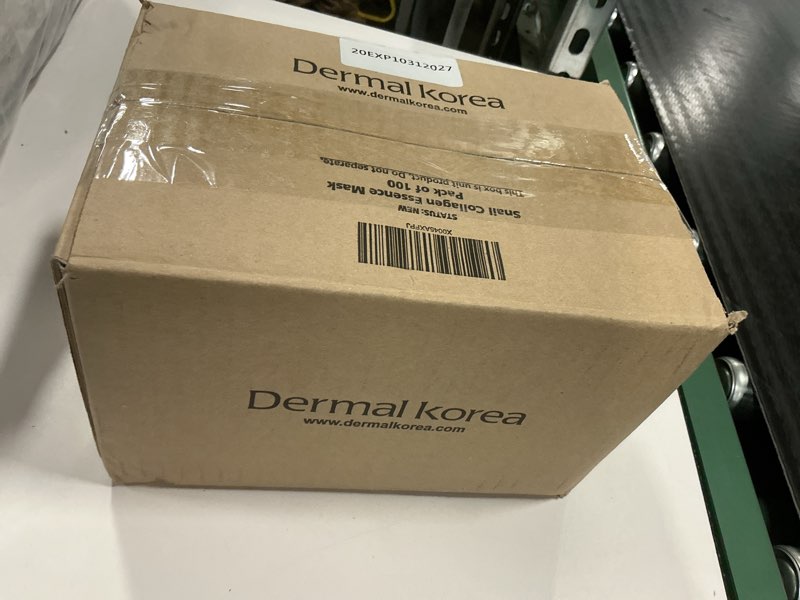 20EXP10312027
Dermal Korea
www.dermalkorea.com
X0048AXFPJ
STATUS: NEW
Snail Collagen Essence Mask
Pack of 100
This box is unit product. Do not separate.
Dermal Korea
www.dermalkorea.com